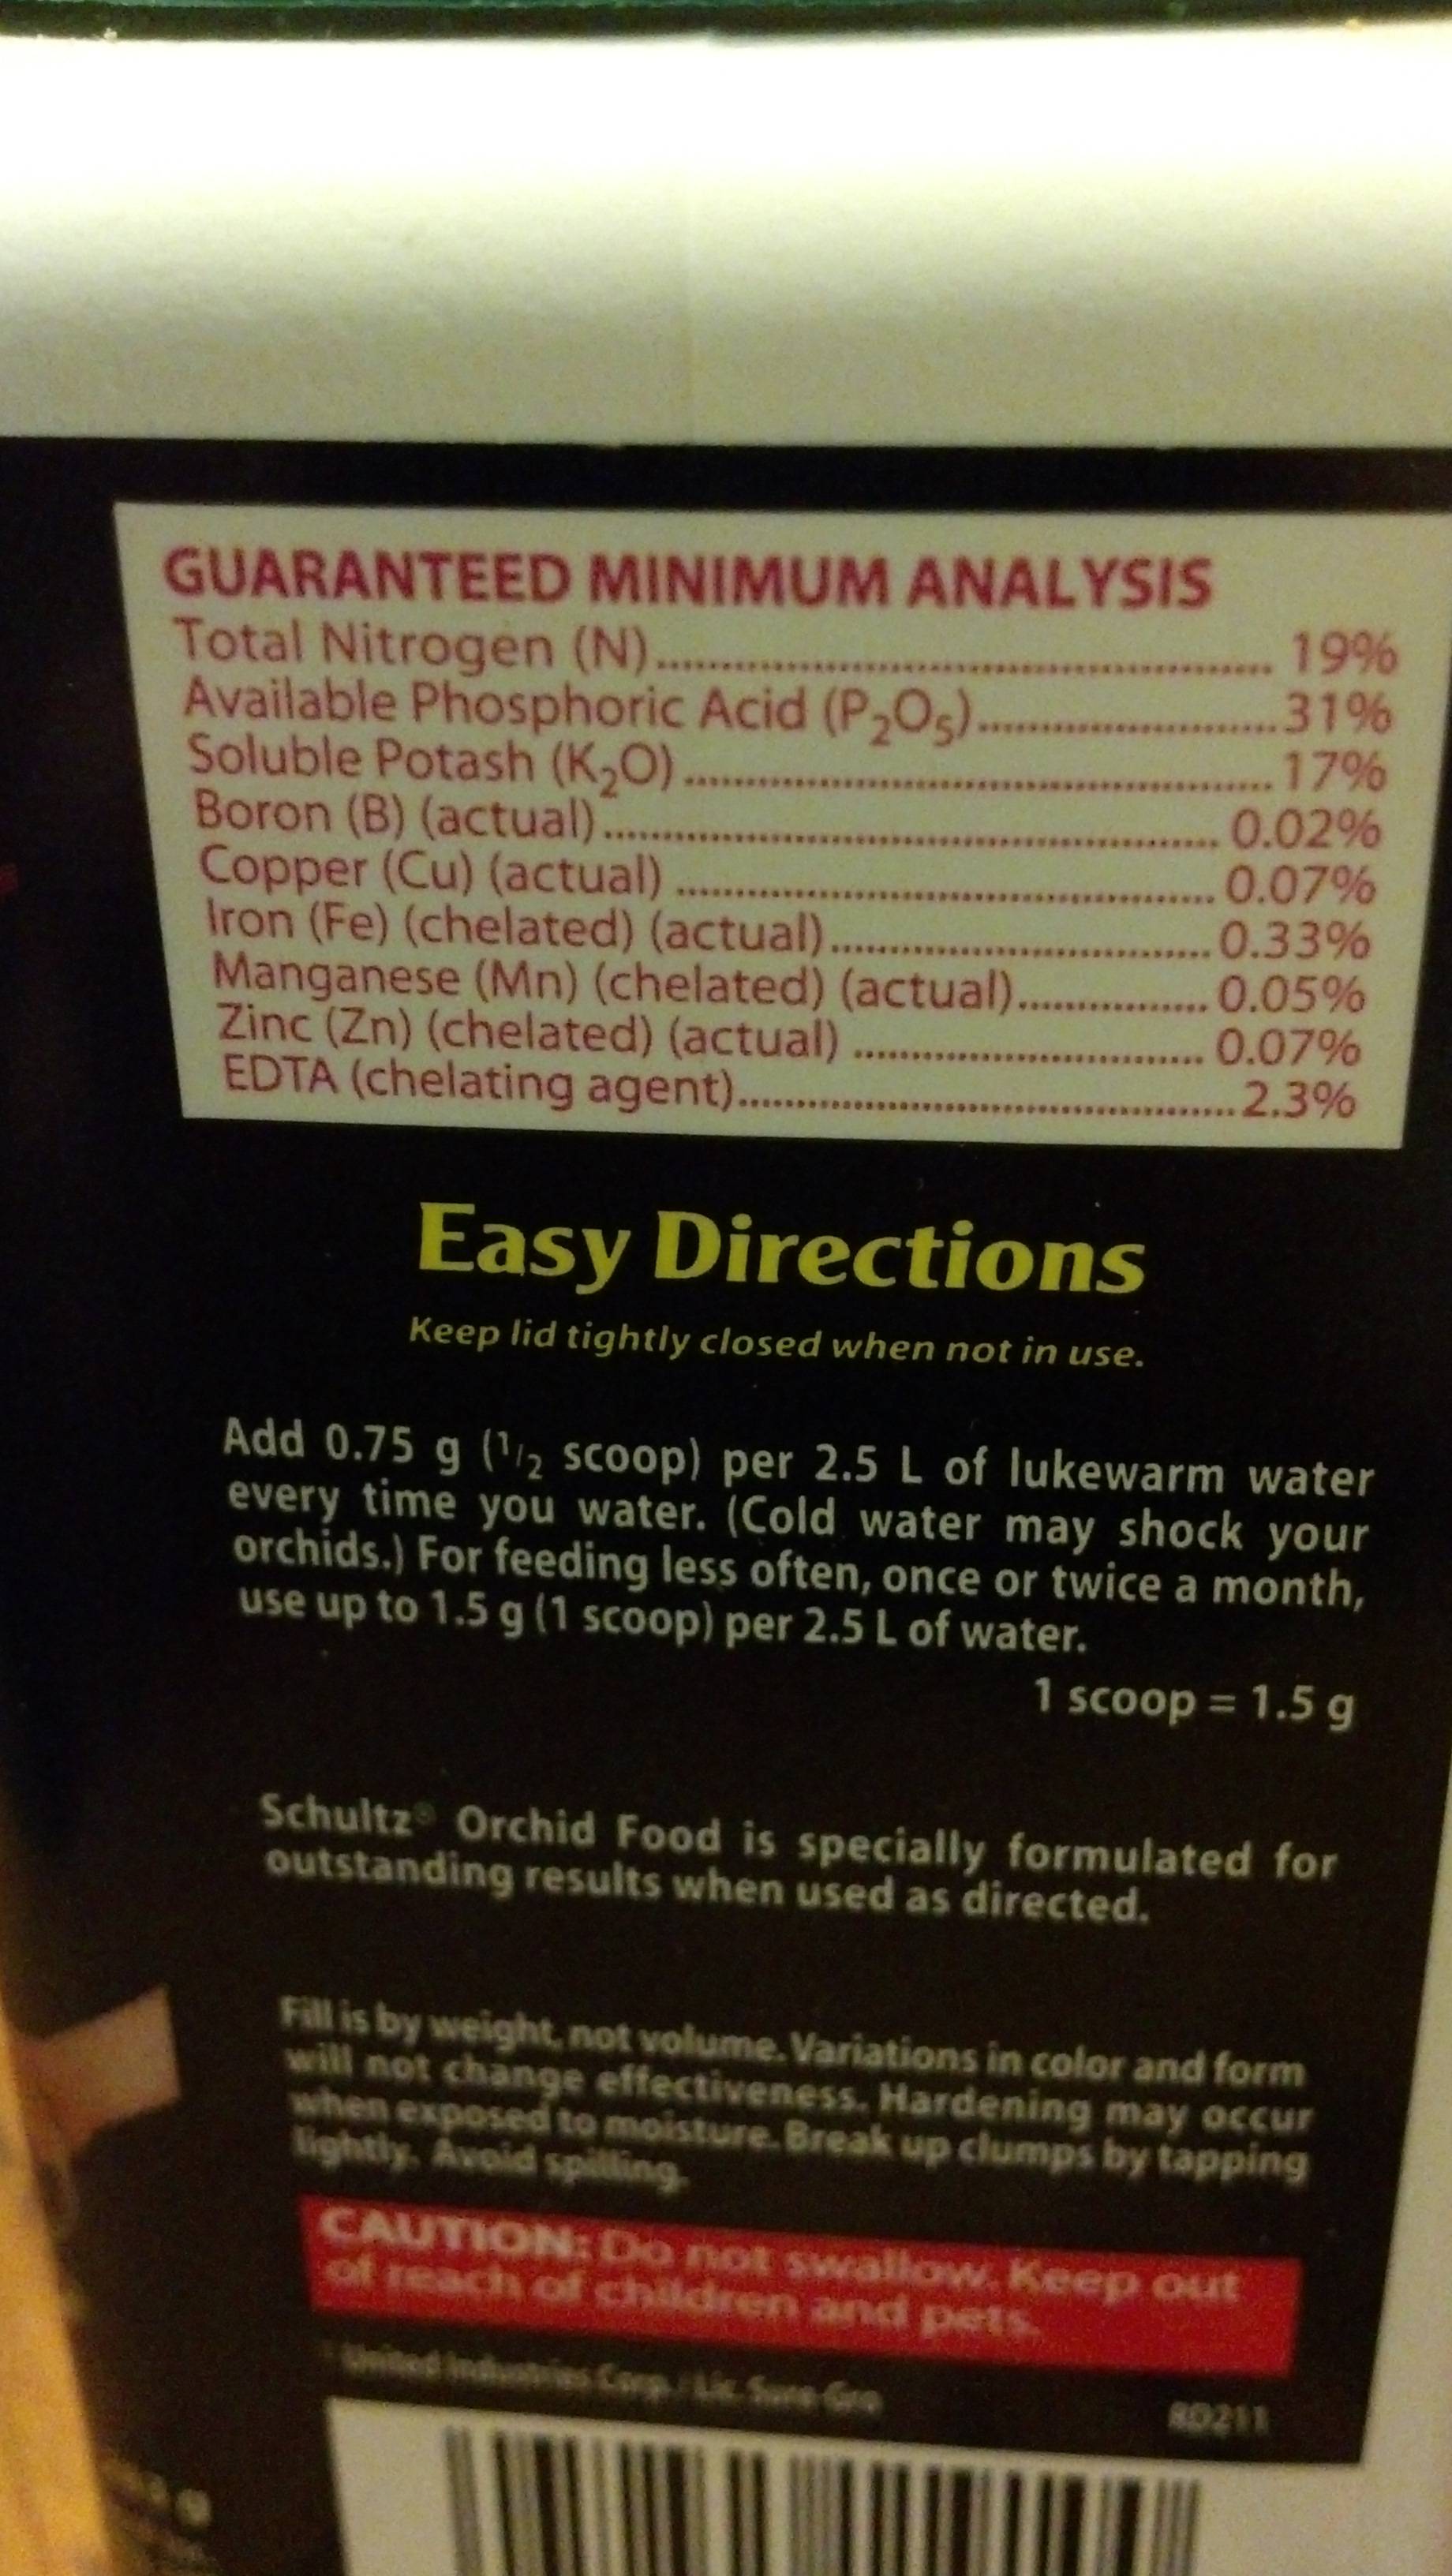 GUARANTEED MINIMUM ANALYSIS
Total Nitrogen (N)............ 19%
Available Phosphoric Acid (P₂O₅)............31%
Soluble Potash (K₂O)............ 17%
Boron (B) (actual)............ 0.02%
Copper (Cu) (actual) ............ 0.07%
Iron (Fe) (chelated) (actual)............0.33%
Manganese (Mn) (chelated) (actual)............ 0.05%
Zinc (Zn) (chelated) (actual) ............ 0.07%
EDTA (chelating agent)............2.3%
Easy Directions
Keep lid tightly closed when not in use.
Add 0.75 g (1/2 scoop) per 2.5 L of lukewarm water
every time you water. (Cold water may shock your
orchids.) For feeding less often, once or twice a month,
use up to 1.5 g (1 scoop) per 2.5 L of water.
1 scoop = 1.5 g
Schultz® Orchid Food is specially formulated for
outstanding results when used as directed.
Fill is by weight, not volume. Variations in color and form
will not change effectiveness. Hardening may occur
when exposed to moisture. Break up clumps by tapping
lightly. Avoid spilling.
CAUTION: Do not swallow. Keep out
of reach of children and pets.
United Industries Corp. / Lic. Sure-Gro